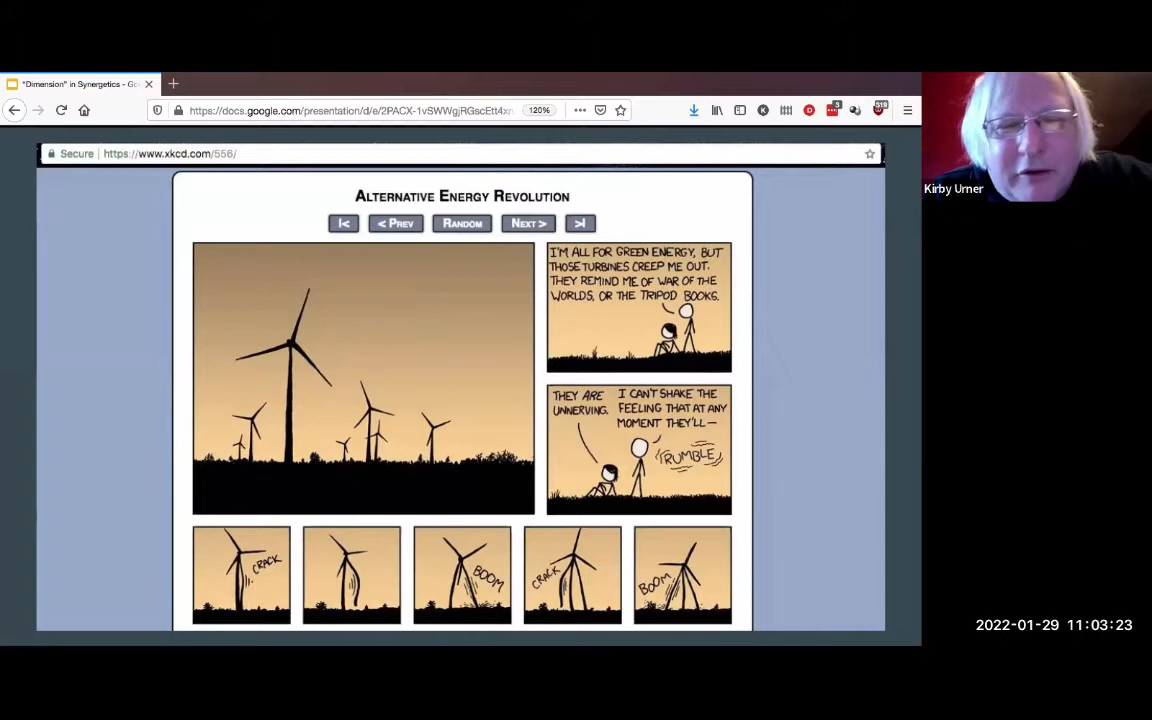 "Dimension" in Synergetics - Go
https://docs.google.com/presentation/d/e/2PACX-1vSWWgjRGscEtt4x
120%
3
519
Secure
https://www.xkcd.com/556/
ALTERNATIVE ENERGY REVOLUTION
|<
< PREV
RANDOM
NEXT >
>|
I'M ALL FOR GREEN ENERGY, BUT
THOSE TURBINES CREEP ME OUT.
THEY REMIND ME OF WAR OF THE
WORLDS, OR THE TRIPOD BOOKS.
THEY ARE
UNNERVING.
I CAN'T SHAKE THE
FEELING THAT AT ANY
MOMENT THEY'LL—
RUMBLE
CRACK
BOOM
CRACK
BOOM
Kirby Urner
2022-01-29 11:03:23